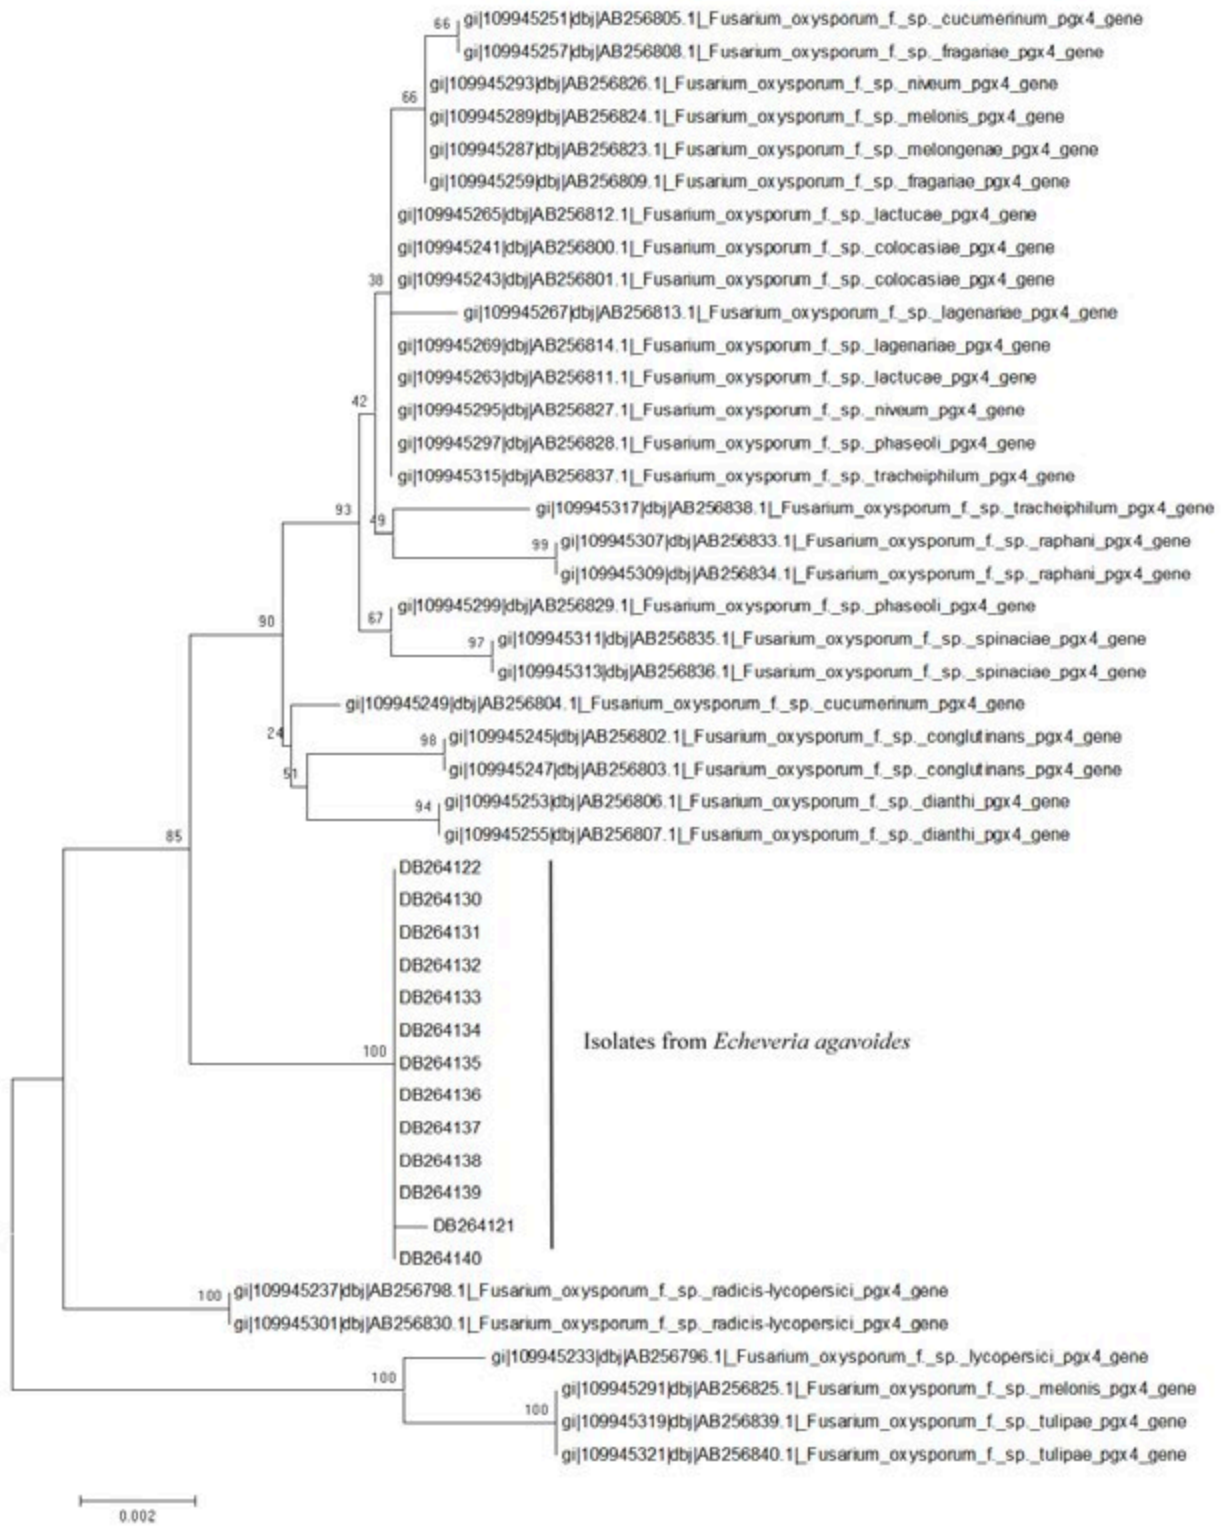 66
gi|109945251|dbj|AB256805.1|_Fusarium_oxysporum_f._sp._cucumerinum_pgx4_gene
gi|109945257|dbj|AB256808.1|_Fusarium_oxysporum_f._sp._fragariae_pgx4_gene
gi|109945293|dbj|AB256826.1|_Fusarium_oxysporum_f._sp._niveum_pgx4_gene
66
gi|109945289|dbj|AB256824.1|_Fusarium_oxysporum_f._sp._melonis_pgx4_gene
gi|109945287|dbj|AB256823.1|_Fusarium_oxysporum_f._sp._melongenae_pgx4_gene
gi|109945259|dbj|AB256809.1|_Fusarium_oxysporum_f._sp._fragariae_pgx4_gene
gi|109945265|dbj|AB256812.1|_Fusarium_oxysporum_f._sp._lactucae_pgx4_gene
gi|109945241|dbj|AB256800.1|_Fusarium_oxysporum_f._sp._colocasiae_pgx4_gene
38
gi|109945243|dbj|AB256801.1|_Fusarium_oxysporum_f._sp._colocasiae_pgx4_gene
gi|109945267|dbj|AB256813.1|_Fusarium_oxysporum_f._sp._lagenariae_pgx4_gene
gi|109945269|dbj|AB256814.1|_Fusarium_oxysporum_f._sp._lagenariae_pgx4_gene
gi|109945263|dbj|AB256811.1|_Fusarium_oxysporum_f._sp._lactucae_pgx4_gene
42
gi|109945295|dbj|AB256827.1|_Fusarium_oxysporum_f._sp._niveum_pgx4_gene
gi|109945297|dbj|AB256828.1|_Fusarium_oxysporum_f._sp._phaseoli_pgx4_gene
gi|109945315|dbj|AB256837.1|_Fusarium_oxysporum_f._sp._tracheiphilum_pgx4_gene
93
49
gi|109945317|dbj|AB256838.1|_Fusarium_oxysporum_f._sp._tracheiphilum_pgx4_gene
99
gi|109945307|dbj|AB256833.1|_Fusarium_oxysporum_f._sp._raphani_pgx4_gene
gi|109945309|dbj|AB256834.1|_Fusarium_oxysporum_f._sp._raphani_pgx4_gene
90
67
gi|109945299|dbj|AB256829.1|_Fusarium_oxysporum_f._sp._phaseoli_pgx4_gene
97
gi|109945311|dbj|AB256835.1|_Fusarium_oxysporum_f._sp._spinaciae_pgx4_gene
gi|109945313|dbj|AB256836.1|_Fusarium_oxysporum_f._sp._spinaciae_pgx4_gene
gi|109945249|dbj|AB256804.1|_Fusarium_oxysporum_f._sp._cucumerinum_pgx4_gene
24
98
gi|109945245|dbj|AB256802.1|_Fusarium_oxysporum_f._sp._conglutinans_pgx4_gene
51
gi|109945247|dbj|AB256803.1|_Fusarium_oxysporum_f._sp._conglutinans_pgx4_gene
94
gi|109945253|dbj|AB256806.1|_Fusarium_oxysporum_f._sp._dianthi_pgx4_gene
85
gi|109945255|dbj|AB256807.1|_Fusarium_oxysporum_f._sp._dianthi_pgx4_gene
DB264122
DB264130
DB264131
DB264132
DB264133
DB264134
Isolates from Echeveria agavoides
100
DB264135
DB264136
DB264137
DB264138
DB264139
DB264121
DB264140
100
gi|109945237|dbj|AB256798.1|_Fusarium_oxysporum_f._sp._radicis-lycopersici_pgx4_gene
gi|109945301|dbj|AB256830.1|_Fusarium_oxysporum_f._sp._radicis-lycopersici_pgx4_gene
gi|109945233|dbj|AB256796.1|_Fusarium_oxysporum_f._sp._lycopersici_pgx4_gene
100
gi|109945291|dbj|AB256825.1|_Fusarium_oxysporum_f._sp._melonis_pgx4_gene
100
gi|109945319|dbj|AB256839.1|_Fusarium_oxysporum_f._sp._tulipae_pgx4_gene
gi|109945321|dbj|AB256840.1|_Fusarium_oxysporum_f._sp._tulipae_pgx4_gene
0.002